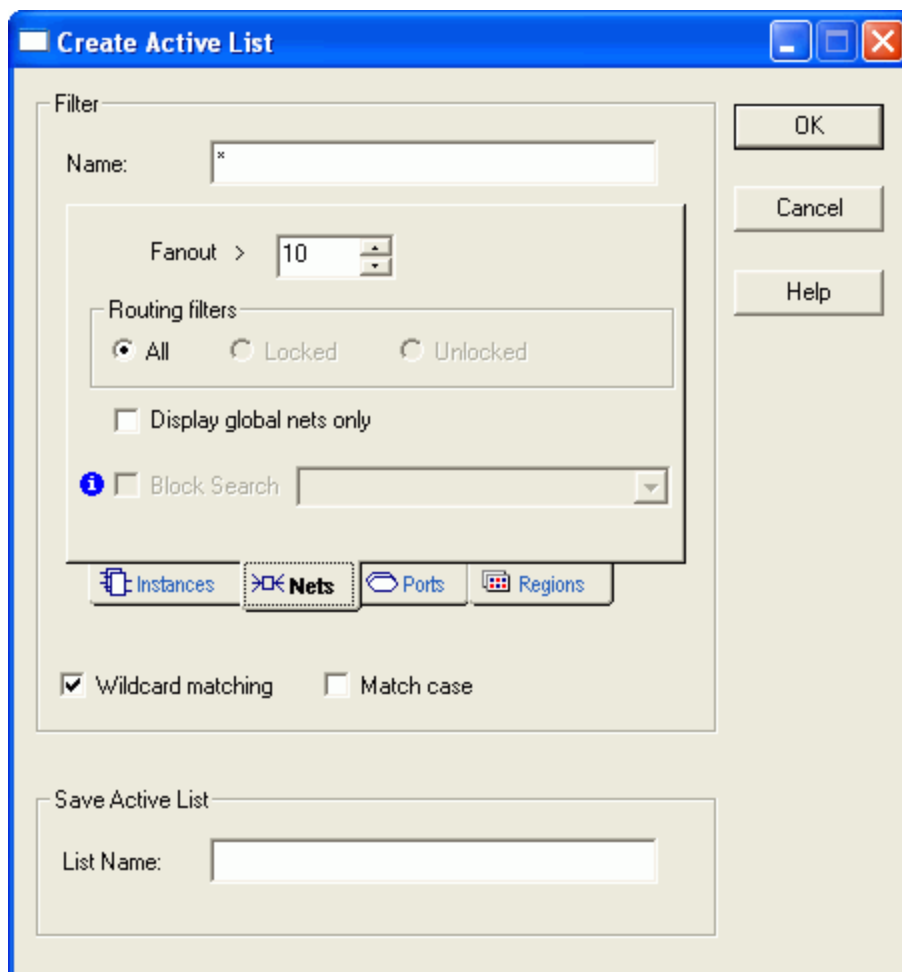 Create Active List
Filter
OK
Name: *
Cancel
Fanout > 10
Help
Routing filters
All Locked Unlocked
Display global nets only
Block Search
Instances Nets Ports Regions
Wildcard matching Match case
Save Active List
List Name: